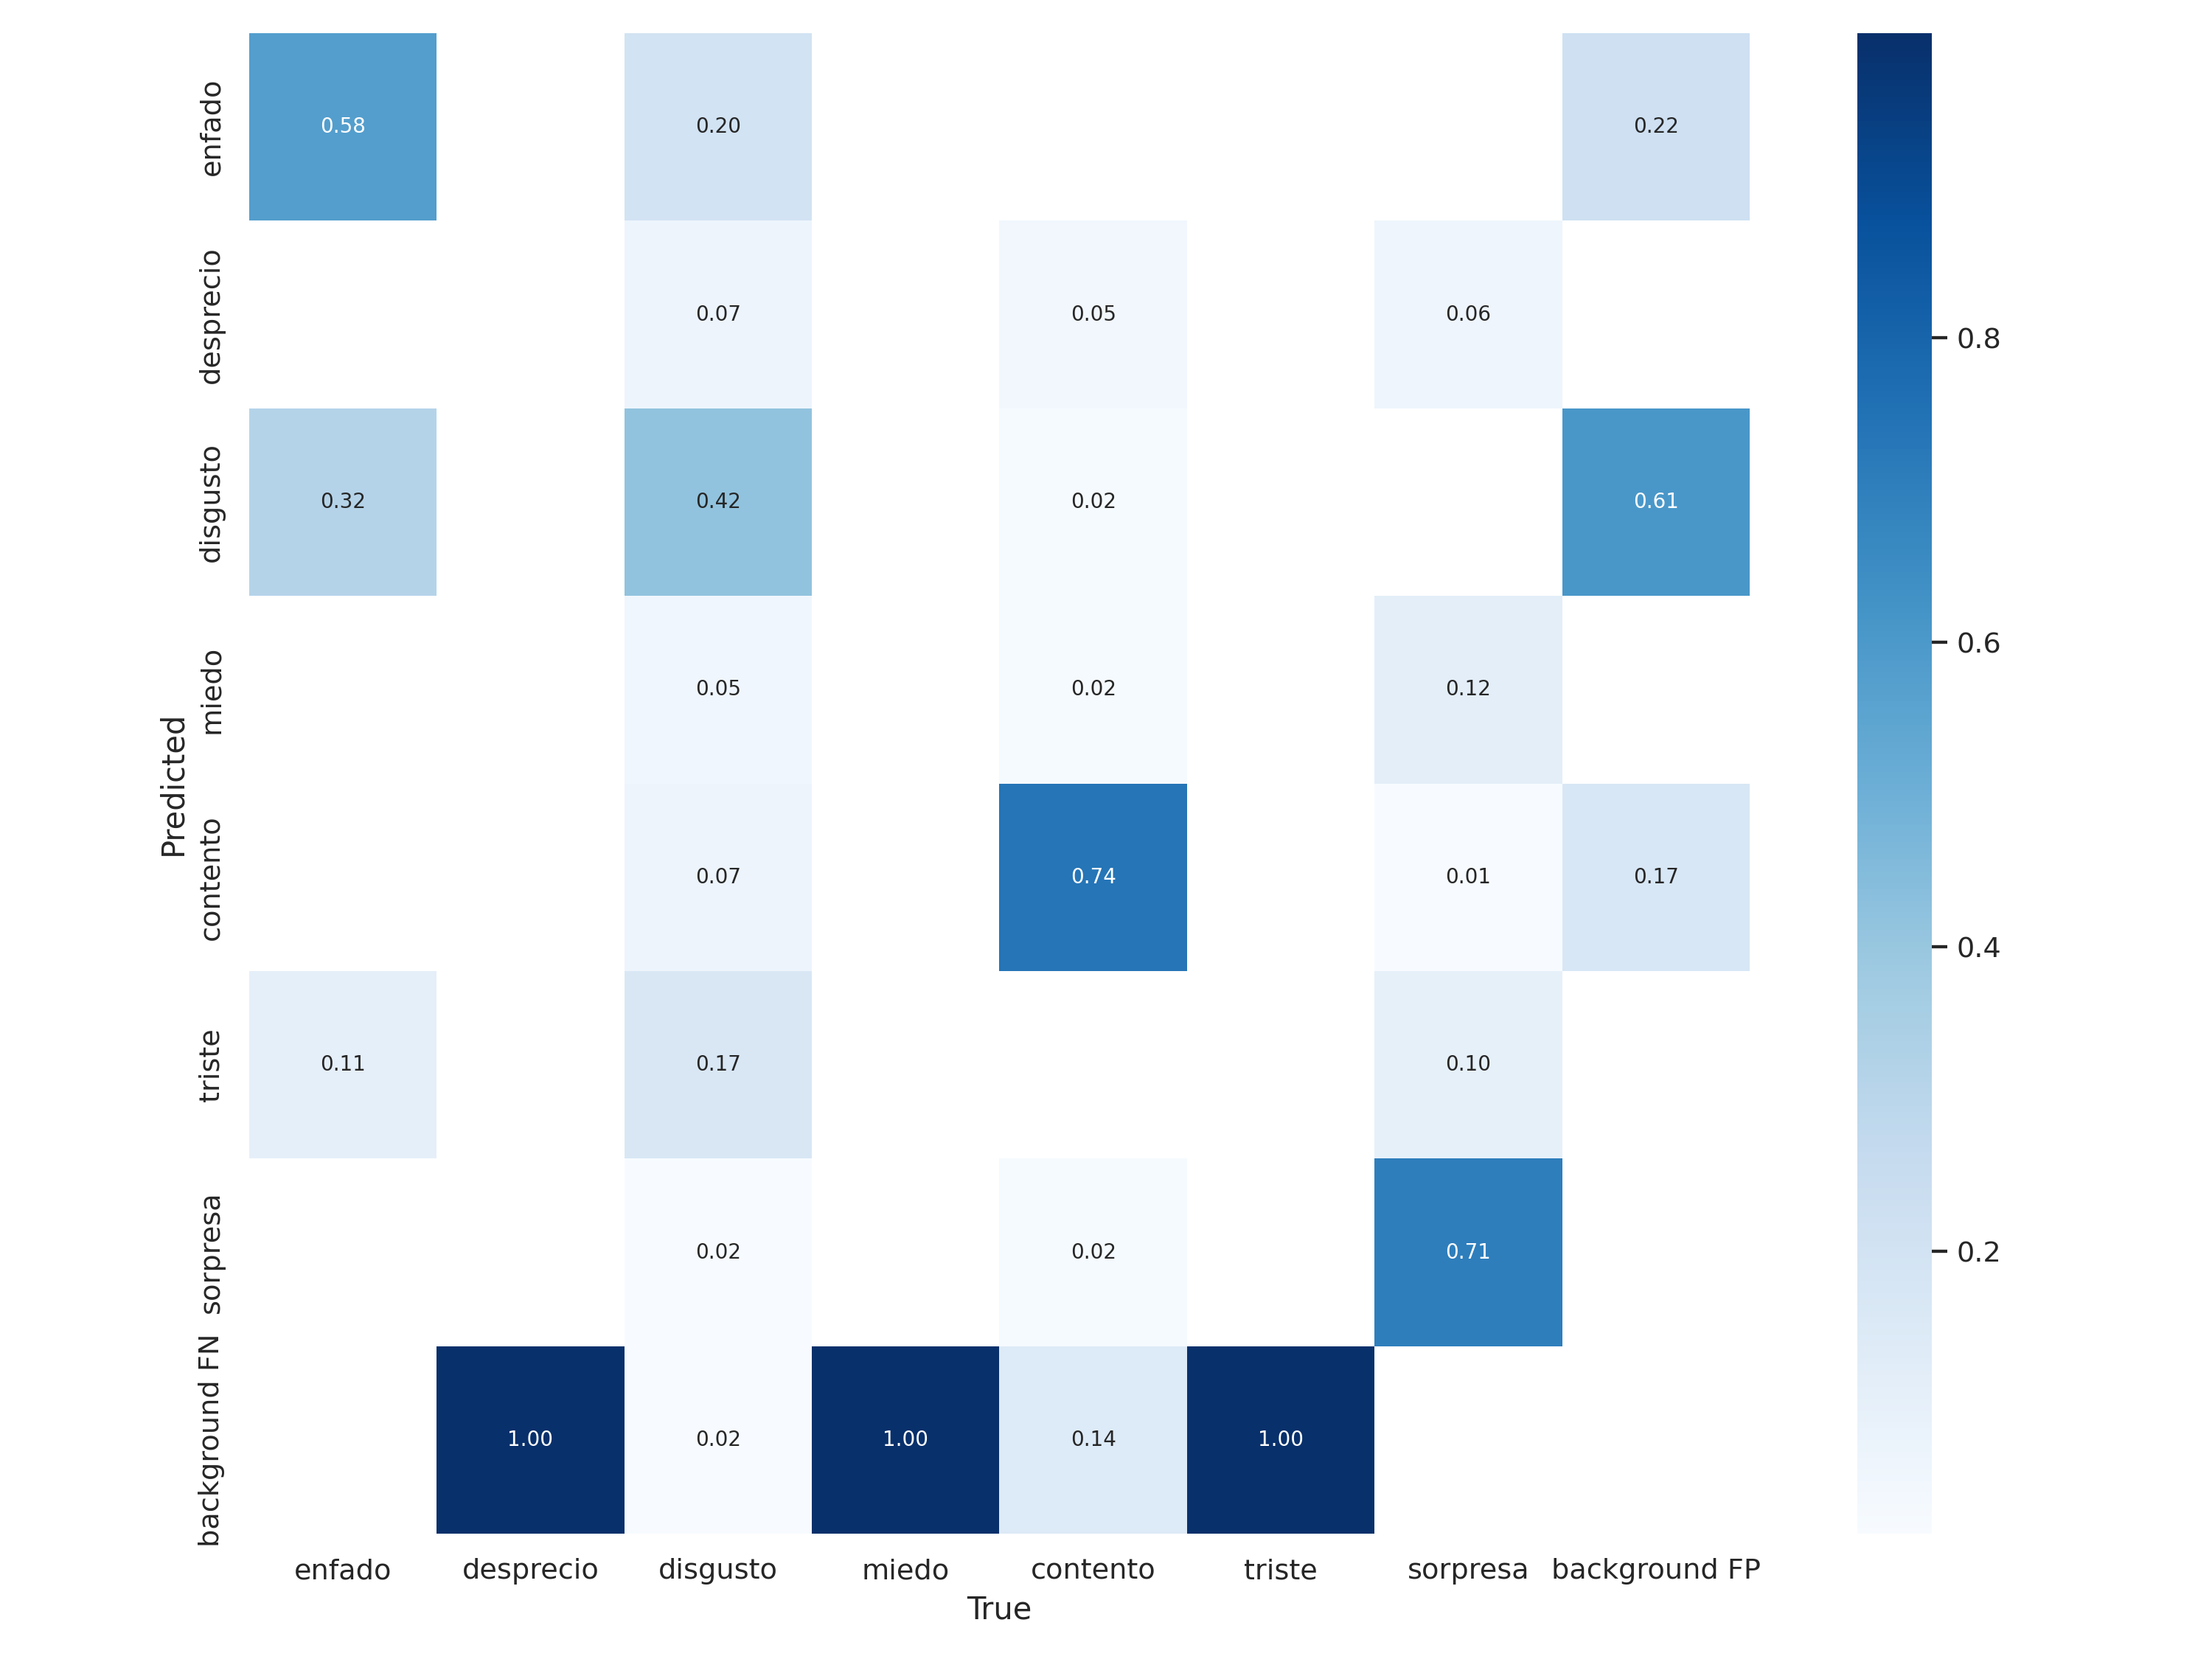 Predicted
enfado 0.58 0.20 0.22
desprecio 0.07 0.05 0.06
disgusto 0.32 0.42 0.02 0.61
miedo 0.05 0.02 0.12
contento 0.07 0.74 0.01 0.17
triste 0.11 0.17 0.10
sorpresa 0.02 0.02 0.71
background FN 1.00 0.02 1.00 0.14 1.00
enfado desprecio disgusto miedo contento triste sorpresa background FP
True
0.8
0.6
0.4
0.2